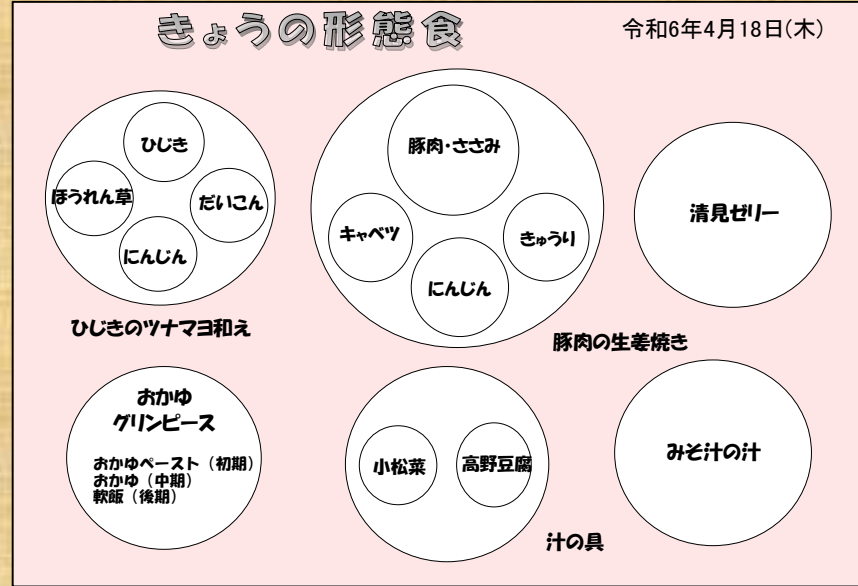 きょうの形態食
令和6年4月18日(木)
ひじき
ほうれん草
だいこん
にんじん
ひじきのツナマヨ和え
豚肉・ささみ
キャベツ
きゅうり
にんじん
豚肉の生姜焼き
清見ゼリー
おかゆ
グリンピース
おかゆペースト（初期）
おかゆ（中期）
軟飯（後期）
小松菜
高野豆腐
汁の具
みそ汁の汁